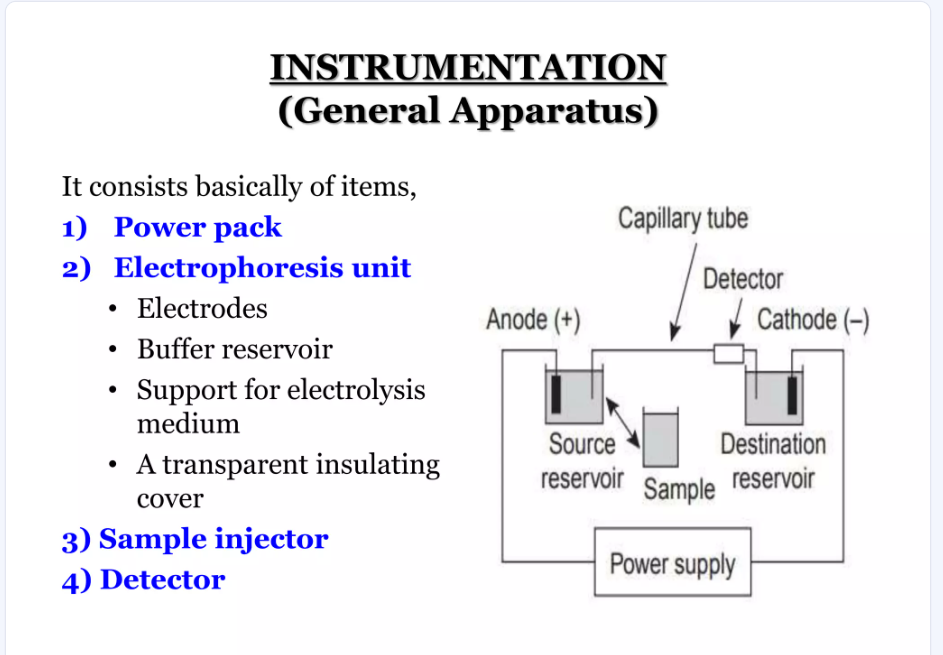 INSTRUMENTATION
(General Apparatus)
It consists basically of items,
1) Power pack
2) Electrophoresis unit
• Electrodes
• Buffer reservoir
• Support for electrolysis
medium
• A transparent insulating
cover
3) Sample injector
4) Detector
Capillary tube
Detector
Anode (+)
Cathode (–)
Source
reservoir
Sample
Destination
reservoir
Power supply